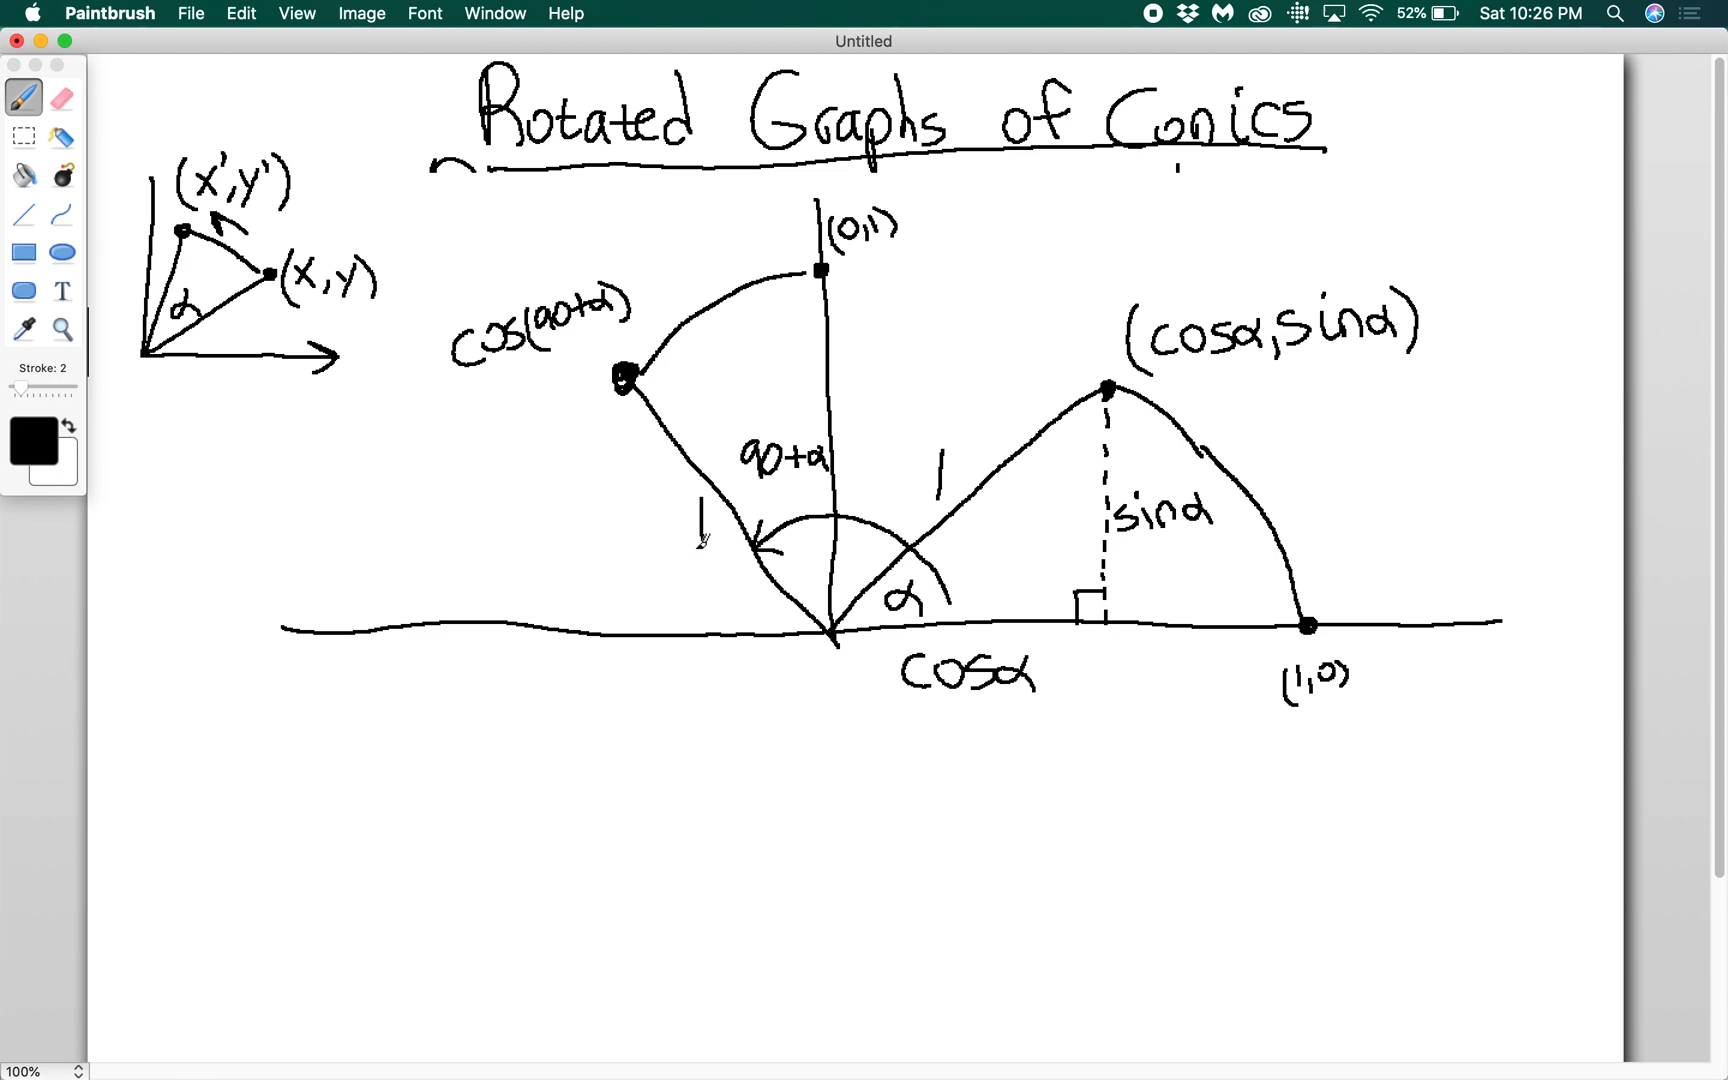 Paintbrush File Edit View Image Font Window Help 52% Sat 10:26 PM
Untitled
Rotated Graphs of Conics
(x',y')
(x,y)
α
Stroke: 2
(0,1)
cos(90+α)
(cosα,sinα)
90+α
1
1
sinα
α
cosα
(1,0)
100%
T